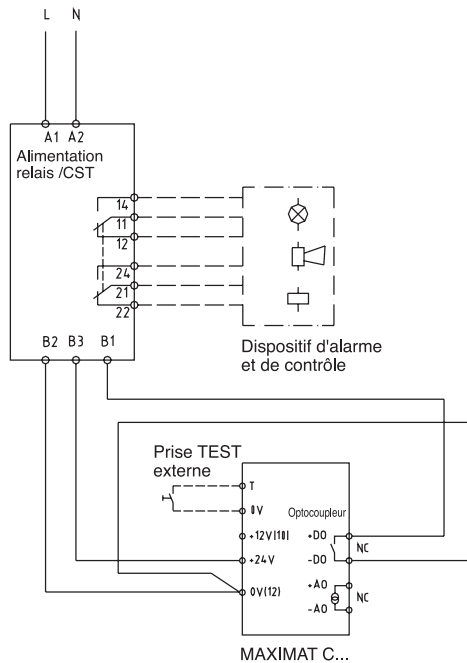 L N
A1 A2
Alimentation
relais /CST
14
11
12
24
21
22
B2 B3 B1
Dispositif d'alarme
et de contrôle
Prise TEST
externe
T
0V
Optocoupleur
+12V(10)
+DO
NC
+24V
-DO
+AO
0V(12)
NC
-AO
MAXIMAT C...